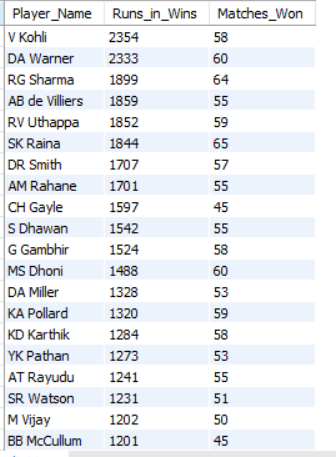 Player_Name Runs_in_Wins Matches_Won
V Kohli 2354 58
DA Warner 2333 60
RG Sharma 1899 64
AB de Villiers 1859 55
RV Uthappa 1852 59
SK Raina 1844 65
DR Smith 1707 57
AM Rahane 1701 55
CH Gayle 1597 45
S Dhawan 1542 55
G Gambhir 1524 58
MS Dhoni 1488 60
DA Miller 1328 53
KA Pollard 1320 59
KD Karthik 1284 58
YK Pathan 1273 53
AT Rayudu 1241 55
SR Watson 1231 51
M Vijay 1202 50
BB McCullum 1201 45